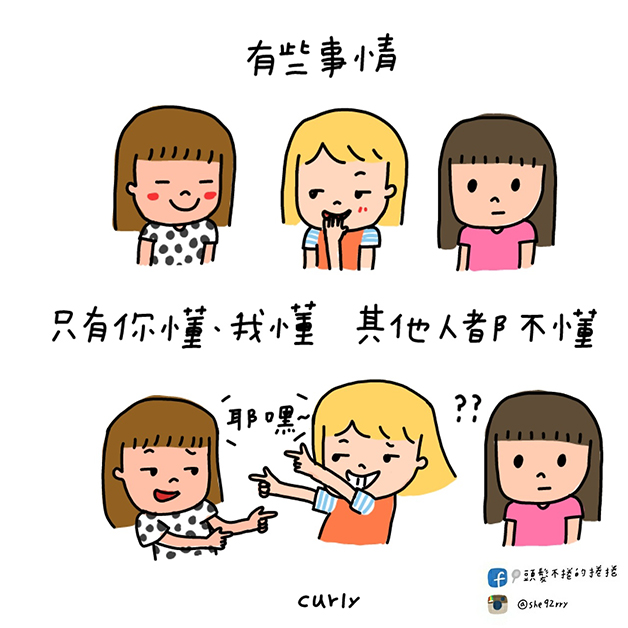 有些事情
只有你懂、我懂 其他人都不懂
耶嘿~
??
頭髮不捲的捲捲
@she92rry
curly